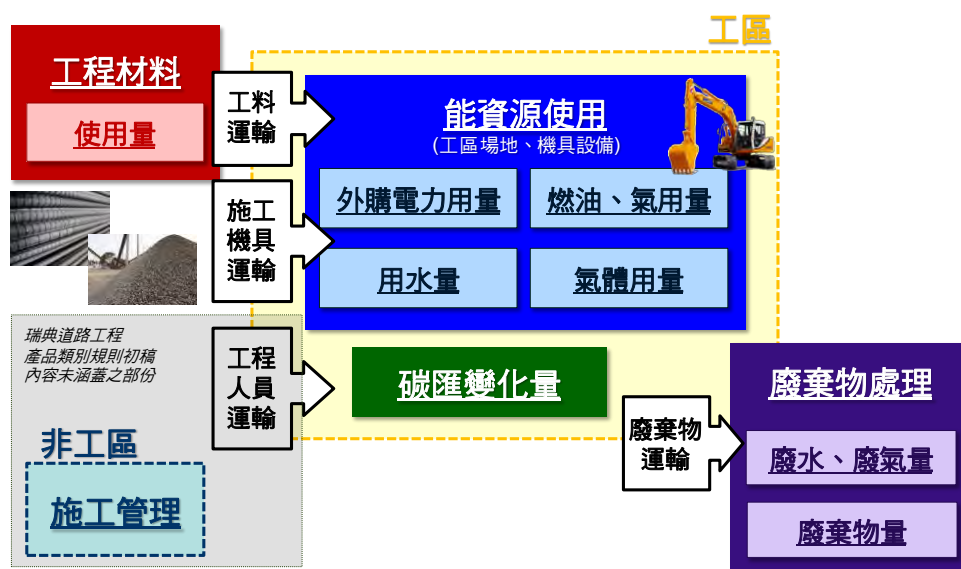 工區
工程材料
使用量
工料
運輸
能資源使用
(工區場地、機具設備)
外購電力用量
燃油、氣用量
用水量
氣體用量
施工
機具
運輸
瑞典道路工程
產品類別規則初稿
內容未涵蓋之部份
工程
人員
運輸
碳匯變化量
非工區
施工管理
廢棄物
運輸
廢棄物處理
廢水、廢氣量
廢棄物量